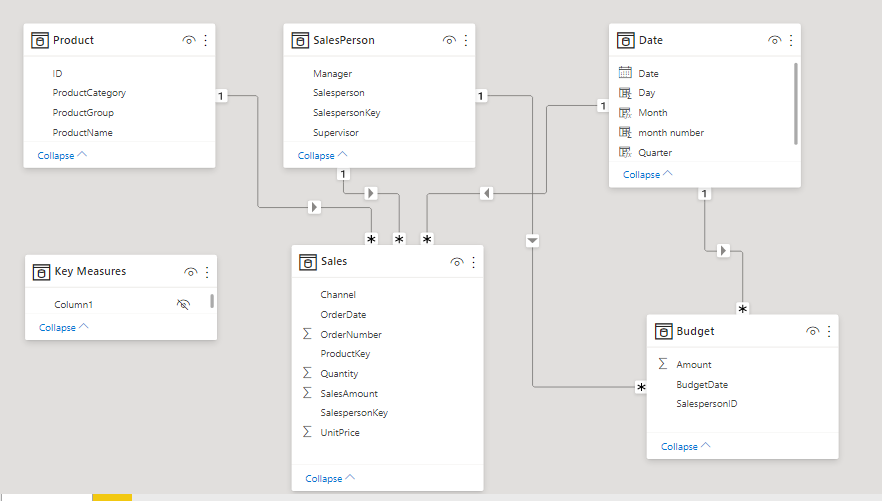 Product
ID
ProductCategory
ProductGroup
ProductName
Collapse
1
SalesPerson
Manager
Salesperson
SalespersonKey
Supervisor
Collapse
1
1
Date
Date
Day
Month
month number
Quarter
Collapse
1
1
Key Measures
Column1
Collapse
* * *
Sales
Channel
OrderDate
OrderNumber
ProductKey
Quantity
SalesAmount
SalespersonKey
UnitPrice
Collapse
*
*
Budget
Amount
BudgetDate
SalespersonID
Collapse